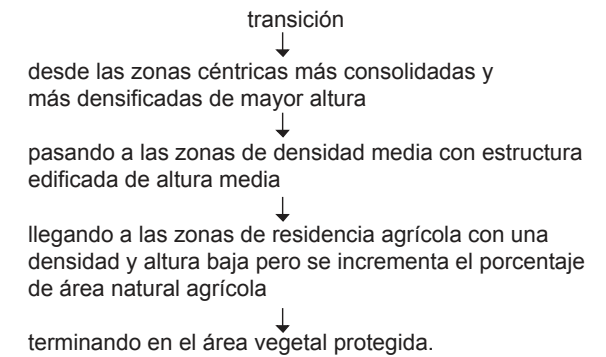 transición
desde las zonas céntricas más consolidadas y
más densificadas de mayor altura
pasando a las zonas de densidad media con estructura
edificada de altura media
llegando a las zonas de residencia agrícola con una
densidad y altura baja pero se incrementa el porcentaje
de área natural agrícola
terminando en el área vegetal protegida.